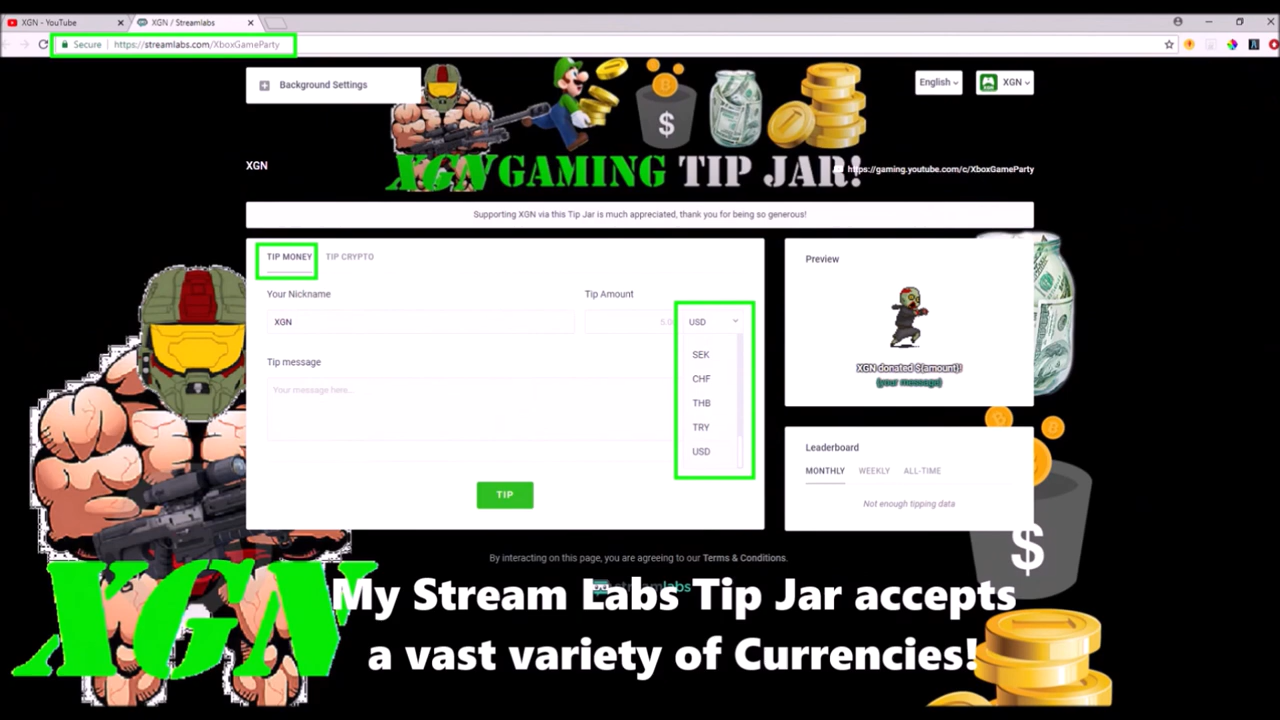 XGN - YouTube
XGN / Streamlabs
Secure
https://streamlabs.com/XboxGameParty
Background Settings
English
XGN
$
XGN GAMING TIP JAR!
XGN
https://gaming.youtube.com/c/XboxGameParty
Supporting XGN via this Tip Jar is much appreciated, thank you for being so generous!
TIP MONEY
TIP CRYPTO
Your Nickname
Tip Amount
XGN
USD
SEK
CHF
THB
TRY
USD
Tip message
Your message here...
TIP
Preview
XGN donated ${amount}!
{your message}
Leaderboard
MONTHLY WEEKLY ALL-TIME
Not enough tipping data
By interacting on this page, you are agreeing to our Terms & Conditions.
$
XGN
My Stream Labs Tip Jar accepts
a vast variety of Currencies!